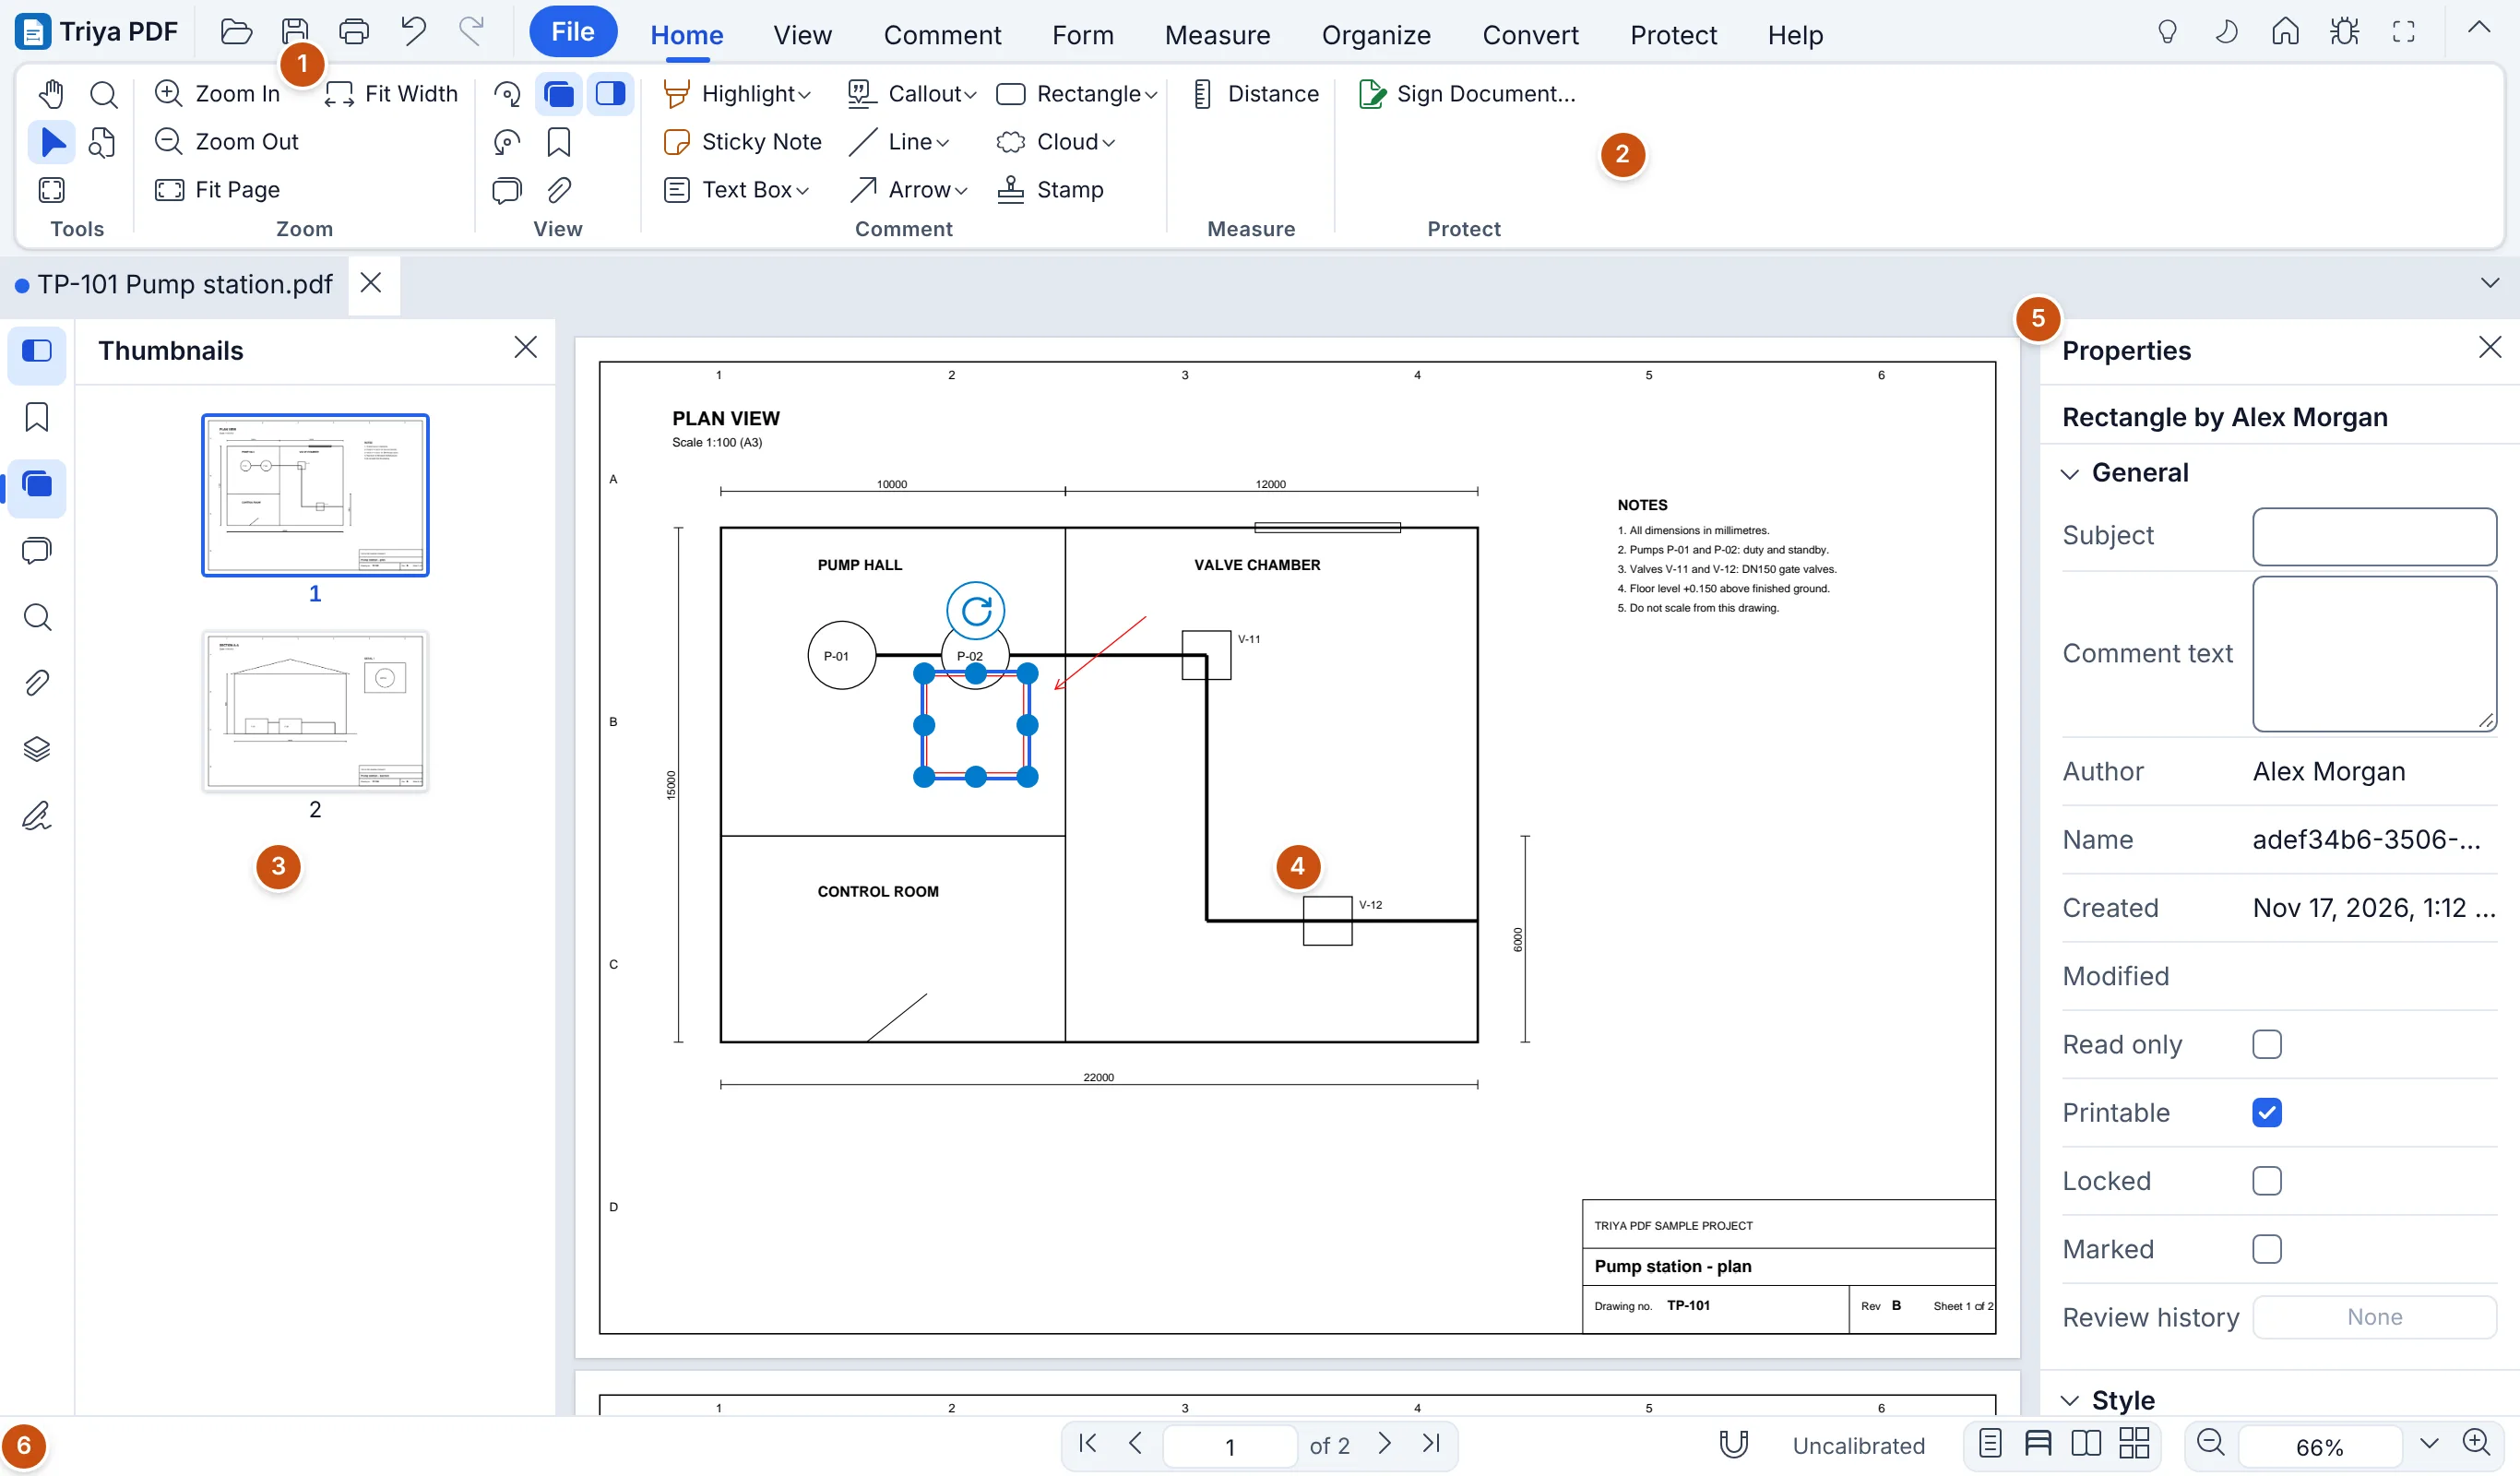 Triya PDF
File
Home
View
Comment
Form
Measure
Organize
Convert
Protect
Help
1
Zoom In
Fit Width
Highlight
Callout
Rectangle
Distance
Sign Document...
Zoom Out
Sticky Note
Line
Cloud
2
Fit Page
Text Box
Arrow
Stamp
Tools
Zoom
View
Comment
Measure
Protect
TP-101 Pump station.pdf
Thumbnails
1
2
3
1 2 3 4 5 6
PLAN VIEW
Scale 1:100 (A3)
A
10000
12000
NOTES
1. All dimensions in millimetres.
2. Pumps P-01 and P-02: duty and standby.
3. Valves V-11 and V-12: DN150 gate valves.
4. Floor level +0.150 above finished ground.
5. Do not scale from this drawing.
PUMP HALL
VALVE CHAMBER
P-01
P-02
V-11
B
15000
4
CONTROL ROOM
V-12
6000
C
22000
D
TRIYA PDF SAMPLE PROJECT
Pump station - plan
Drawing no. TP-101
Rev B
Sheet 1 of 2
1 2 3 4 5 6
5
Properties
Rectangle by Alex Morgan
General
Subject
Comment text
Author Alex Morgan
Name adef34b6-3506-...
Created Nov 17, 2026, 1:12 ...
Modified
Read only
Printable
Locked
Marked
Review history None
Style
6
1 of 2
Uncalibrated
66%